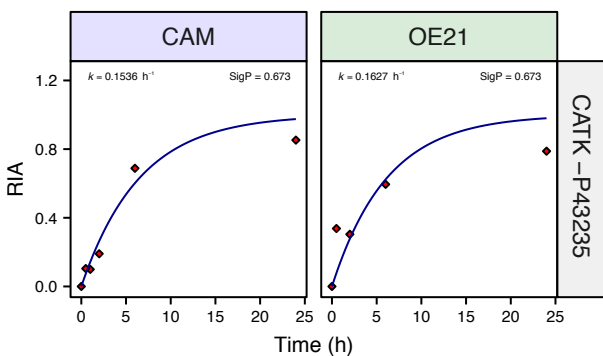 CAM
OE21
k = 0.1536 h⁻¹
SigP = 0.673
k = 0.1627 h⁻¹
SigP = 0.673
1.2
0.8
0.4
0.0
RIA
CATK −P43235
0 5 10 15 20 25
0 5 10 15 20 25
Time (h)